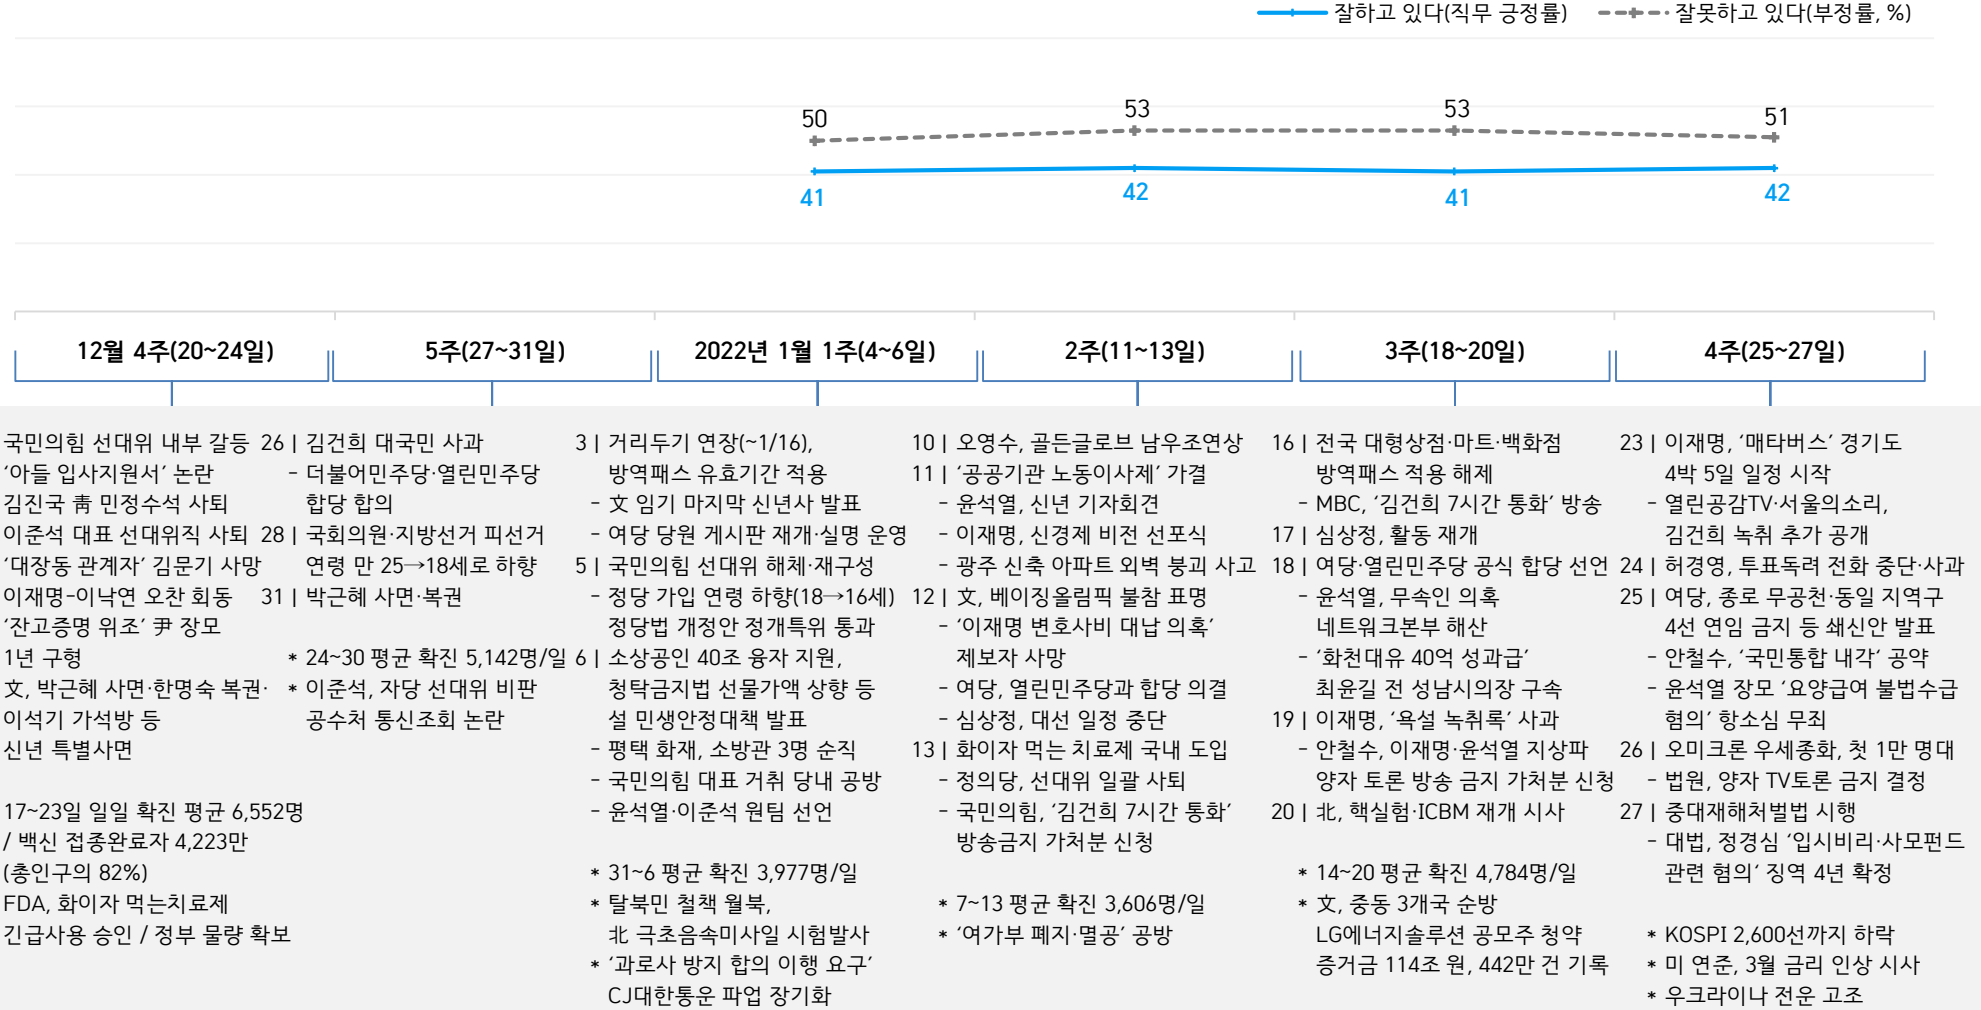 잘하고 있다(직무 긍정률)
잘못하고 있다(부정률, %)
50
53
53
51
41
42
41
42
12월 4주(20~24일)
5주(27~31일)
2022년 1월 1주(4~6일)
2주(11~13일)
3주(18~20일)
4주(25~27일)
국민의힘 선대위 내부 갈등
‘아들 입사지원서’ 논란
김진국 靑 민정수석 사퇴
이준석 대표 선대위직 사퇴
‘대장동 관계자’ 김문기 사망
이재명-이낙연 오찬 회동
‘잔고증명 위조’ 尹 장모
1년 구형
文, 박근혜 사면·한명숙 복권·
이석기 가석방 등
신년 특별사면
17~23일 일일 확진 평균 6,552명
/ 백신 접종완료자 4,223만
(총인구의 82%)
FDA, 화이자 먹는치료제
긴급사용 승인 / 정부 물량 확보
26 | 김건희 대국민 사과
- 더불어민주당·열린민주당
합당 합의
28 | 국회의원·지방선거 피선거
연령 만 25→18세로 하향
31 | 박근혜 사면·복권
* 24~30 평균 확진 5,142명/일
* 이준석, 자당 선대위 비판
공수처 통신조회 논란
3 | 거리두기 연장(~1/16),
방역패스 유효기간 적용
- 文 임기 마지막 신년사 발표
- 여당 당원 게시판 재개·실명 운영
5 | 국민의힘 선대위 해체·재구성
- 정당 가입 연령 하향(18→16세)
정당법 개정안 정개특위 통과
6 | 소상공인 40조 융자 지원,
청탁금지법 선물가액 상향 등
설 민생안정대책 발표
- 평택 화재, 소방관 3명 순직
- 국민의힘 대표 거취 당내 공방
- 윤석열·이준석 원팀 선언
* 31~6 평균 확진 3,977명/일
* 탈북민 철책 월북,
北 극초음속미사일 시험발사
* ‘과로사 방지 합의 이행 요구’
CJ대한통운 파업 장기화
10 | 오영수, 골든글로브 남우조연상
11 | ‘공공기관 노동이사제’ 가결
- 윤석열, 신년 기자회견
- 이재명, 신경제 비전 선포식
- 광주 신축 아파트 외벽 붕괴 사고
12 | 文, 베이징올림픽 불참 표명
- ‘이재명 변호사비 대납 의혹’
제보자 사망
- 여당, 열린민주당과 합당 의결
- 심상정, 대선 일정 중단
13 | 화이자 먹는 치료제 국내 도입
- 정의당, 선대위 일괄 사퇴
- 국민의힘, ‘김건희 7시간 통화’
방송금지 가처분 신청
* 7~13 평균 확진 3,606명/일
* ‘여가부 폐지·멸공’ 공방
16 | 전국 대형상점·마트·백화점
방역패스 적용 해제
- MBC, ‘김건희 7시간 통화’ 방송
17 | 심상정, 활동 재개
18 | 여당·열린민주당 공식 합당 선언
- 윤석열, 무속인 의혹
네트워크본부 해산
- ‘화천대유 40억 성과급’
최윤길 전 성남시의장 구속
19 | 이재명, ‘욕설 녹취록’ 사과
- 안철수, 이재명·윤석열 지상파
양자 토론 방송 금지 가처분 신청
20 | 北, 핵실험·ICBM 재개 시사
* 14~20 평균 확진 4,784명/일
* 文, 중동 3개국 순방
LG에너지솔루션 공모주 청약
증거금 114조 원, 442만 건 기록
23 | 이재명, ‘매타버스’ 경기도
4박 5일 일정 시작
- 열린공감TV·서울의소리,
김건희 녹취 추가 공개
24 | 허경영, 투표독려 전화 중단·사과
25 | 여당, 종로 무공천·동일 지역구
4선 연임 금지 등 쇄신안 발표
- 안철수, ‘국민통합 내각’ 공약
- 윤석열 장모 ‘요양급여 불법수급
혐의’ 항소심 무죄
26 | 오미크론 우세종화, 첫 1만 명대
- 법원, 양자 TV토론 금지 결정
27 | 중대재해처벌법 시행
- 대법, 정경심 ‘입시비리·사모펀드
관련 혐의‘ 징역 4년 확정
* KOSPI 2,600선까지 하락
* 미 연준, 3월 금리 인상 시사
* 우크라이나 전운 고조